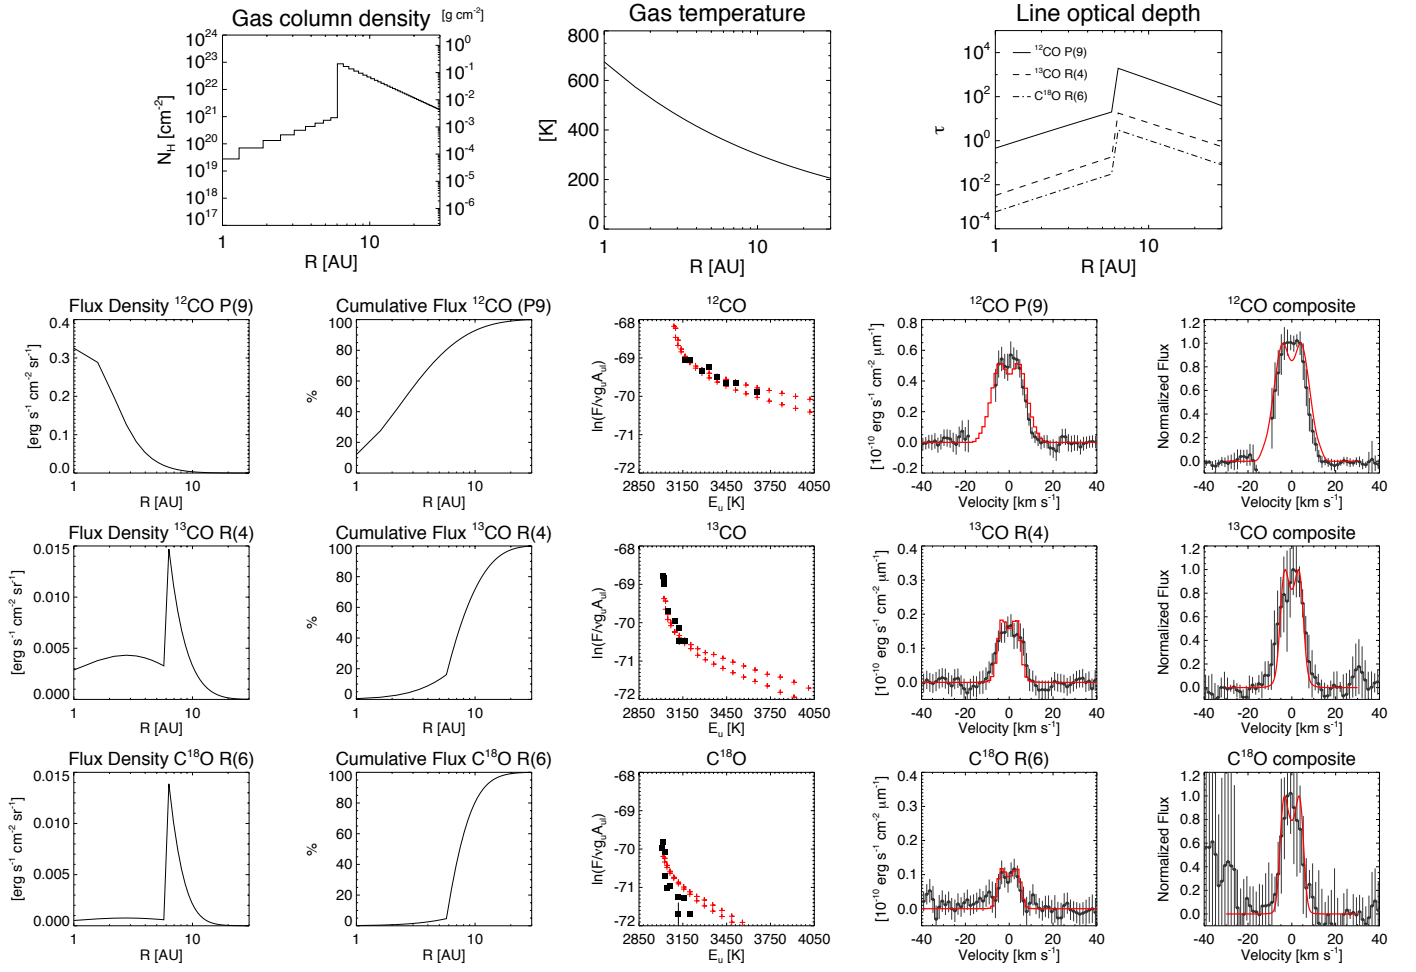 Gas column density [g cm⁻²]
Gas temperature
Line optical depth
10²⁴
10²³
10²²
10²¹
10²⁰
10¹⁹
10¹⁸
10¹⁷
N_H [cm⁻²]
10⁰
10⁻¹
10⁻²
10⁻³
10⁻⁴
10⁻⁵
10⁻⁶
1 10
R [AU]
800
600
400
200
0
[K]
1 10
R [AU]
10⁴
10²
10⁰
10⁻²
10⁻⁴
τ
¹²CO P(9)
¹³CO R(4)
C¹⁸O R(6)
1 10
R [AU]
Flux Density ¹²CO P(9)
0.4
0.3
0.2
0.1
0.0
[erg s⁻¹ cm⁻² sr⁻¹]
1 10
R [AU]
Cumulative Flux ¹²CO (P9)
100
80
60
40
20
0
%
1 10
R [AU]
¹²CO
-68
-69
-70
-71
-72
ln(F/νg_uA_ul)
2850 3150 3450 3750 4050
E_u [K]
¹²CO P(9)
0.8
0.6
0.4
0.2
0.0
-0.2
[10⁻¹⁰ erg s⁻¹ cm⁻² μm⁻¹]
-40 -20 0 20 40
Velocity [km s⁻¹]
¹²CO composite
1.2
1.0
0.8
0.6
0.4
0.2
0.0
Normalized Flux
-40 -20 0 20 40
Velocity [km s⁻¹]
Flux Density ¹³CO R(4)
0.015
0.010
0.005
0.000
[erg s⁻¹ cm⁻² sr⁻¹]
1 10
R [AU]
Cumulative Flux ¹³CO R(4)
100
80
60
40
20
0
%
1 10
R [AU]
¹³CO
-68
-69
-70
-71
-72
ln(F/νg_uA_ul)
2850 3150 3450 3750 4050
E_u [K]
¹³CO R(4)
0.4
0.3
0.2
0.1
0.0
[10⁻¹⁰ erg s⁻¹ cm⁻² μm⁻¹]
-40 -20 0 20 40
Velocity [km s⁻¹]
¹³CO composite
1.2
1.0
0.8
0.6
0.4
0.2
0.0
Normalized Flux
-40 -20 0 20 40
Velocity [km s⁻¹]
Flux Density C¹⁸O R(6)
0.015
0.010
0.005
0.000
[erg s⁻¹ cm⁻² sr⁻¹]
1 10
R [AU]
Cumulative Flux C¹⁸O R(6)
100
80
60
40
20
0
%
1 10
R [AU]
C¹⁸O
-68
-69
-70
-71
-72
ln(F/νg_uA_ul)
2850 3150 3450 3750 4050
E_u [K]
C¹⁸O R(6)
0.4
0.3
0.2
0.1
0.0
[10⁻¹⁰ erg s⁻¹ cm⁻² μm⁻¹]
-40 -20 0 20 40
Velocity [km s⁻¹]
C¹⁸O composite
1.2
1.0
0.8
0.6
0.4
0.2
0.0
Normalized Flux
-40 -20 0 20 40
Velocity [km s⁻¹]